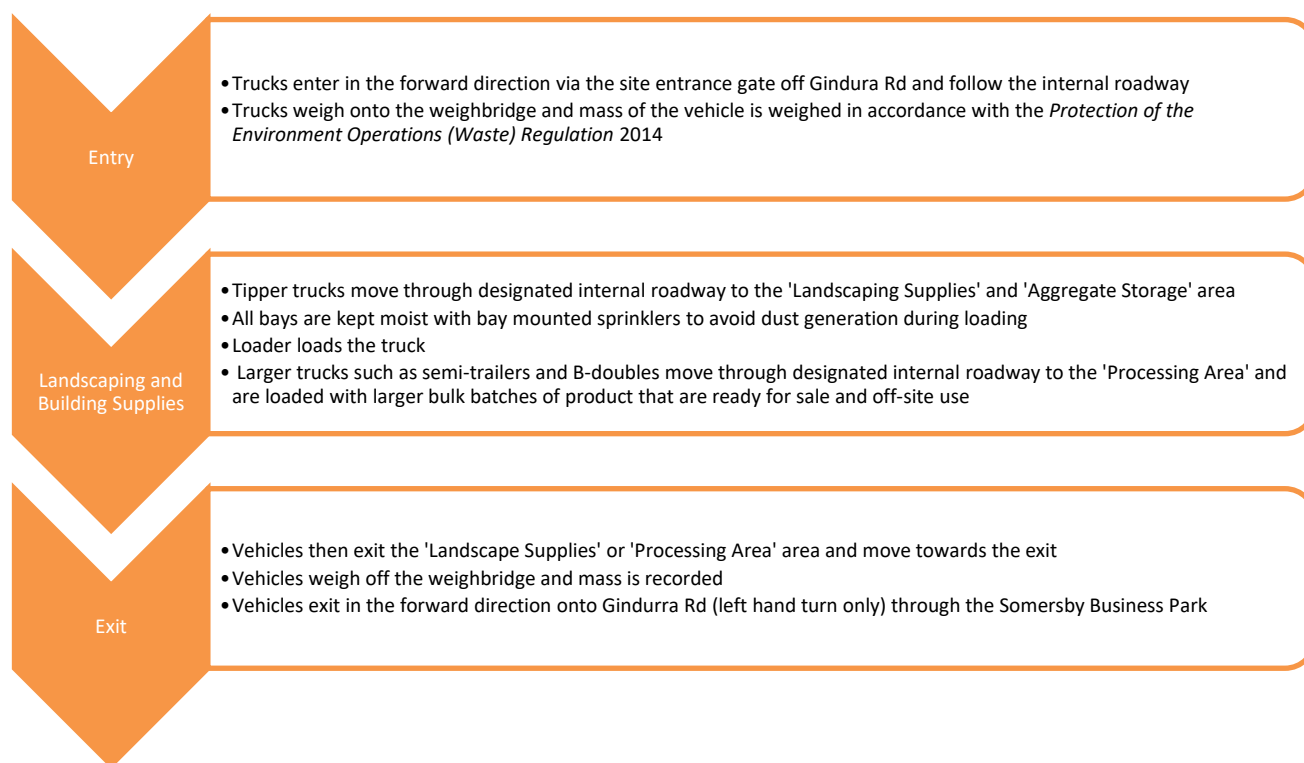 Entry
•Trucks enter in the forward direction via the site entrance gate off Gindura Rd and follow the internal roadway
•Trucks weigh onto the weighbridge and mass of the vehicle is weighed in accordance with the Protection of the
Environment Operations (Waste) Regulation 2014
Landscaping and
Building Supplies
•Tipper trucks move through designated internal roadway to the 'Landscaping Supplies' and 'Aggregate Storage' area
•All bays are kept moist with bay mounted sprinklers to avoid dust generation during loading
•Loader loads the truck
• Larger trucks such as semi-trailers and B-doubles move through designated internal roadway to the 'Processing Area' and
are loaded with larger bulk batches of product that are ready for sale and off-site use
Exit
•Vehicles then exit the 'Landscape Supplies' or 'Processing Area' area and move towards the exit
•Vehicles weigh off the weighbridge and mass is recorded
•Vehicles exit in the forward direction onto Gindurra Rd (left hand turn only) through the Somersby Business Park